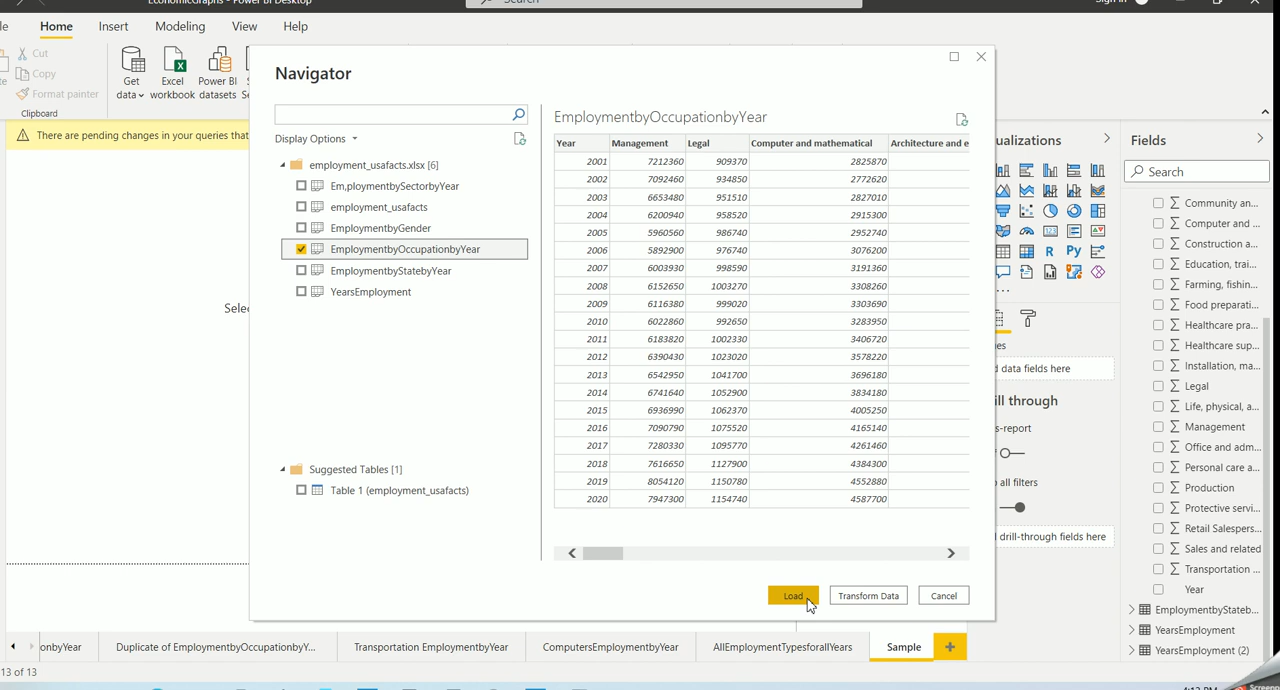 EconomicGraphs - Power BI Desktop
Search
Sign in
Home
Insert
Modeling
View
Help
Cut
Copy
Format painter
Clipboard
Get data
Excel workbook
Power BI datasets
There are pending changes in your queries that
Navigator
Display Options
employment_usafacts.xlsx [6]
Em,ploymentbySectorbyYear
employment_usafacts
EmploymentbyGender
EmploymentbyOccupationbyYear
EmploymentbyStatebyYear
YearsEmployment
Suggested Tables [1]
Table 1 (employment_usafacts)
EmploymentbyOccupationbyYear
Year Management Legal Computer and mathematical Architecture and e
2001 7212360 909370 2825870
2002 7092460 934850 2772620
2003 6653480 951510 2827010
2004 6200940 958520 2915300
2005 5960560 986740 2952740
2006 5892900 976740 3076200
2007 6003930 998590 3191360
2008 6152650 1003270 3308260
2009 6116380 999020 3303690
2010 6022860 992650 3283950
2011 6183820 1002330 3406720
2012 6390430 1023020 3578220
2013 6542950 1041700 3696180
2014 6741640 1052900 3834180
2015 6936990 1062370 4005250
2016 7090790 1075520 4165140
2017 7280330 1095770 4261460
2018 7616650 1127900 4384300
2019 8054120 1150780 4552880
2020 7947300 1154740 4587700
Load
Transform Data
Cancel
Selec
ualizations
R
Py
es
d data fields here
ill through
s-report
o all filters
d drill-through fields here
Fields
Search
Community an...
Computer and ...
Construction a...
Education, trai...
Farming, fishin...
Food preparati...
Healthcare pra...
Healthcare sup...
Installation, ma...
Legal
Life, physical, a...
Management
Office and adm...
Personal care a...
Production
Protective servi...
Retail Salespers...
Sales and related
Transportation ...
Year
EmploymentbyStateb...
YearsEmployment
YearsEmployment (2)
onbyYear
Duplicate of EmploymentbyOccupationbyY...
Transportation EmploymentbyYear
ComputersEmploymentbyYear
AllEmploymentTypesforallYears
Sample
13 of 13
4:12 PM